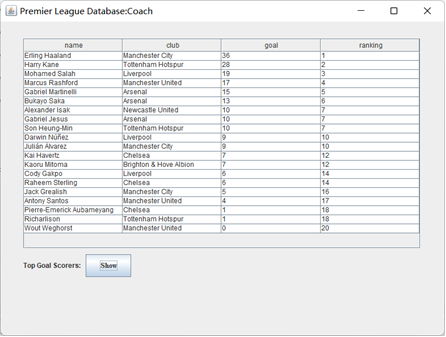 Premier League Database:Coach
name club goal ranking
Erling Haaland Manchester City 36 1
Harry Kane Tottenham Hotspur 28 2
Mohamed Salah Liverpool 19 3
Marcus Rashford Manchester United 17 4
Gabriel Martinelli Arsenal 15 5
Bukayo Saka Arsenal 13 6
Alexander Isak Newcastle United 10 7
Gabriel Jesus Arsenal 10 7
Son Heung-Min Tottenham Hotspur 10 7
Darwin Núñez Liverpool 9 10
Julián Álvarez Manchester City 9 10
Kai Havertz Chelsea 7 12
Kaoru Mitoma Brighton & Hove Albion 7 12
Cody Gakpo Liverpool 6 14
Raheem Sterling Chelsea 6 14
Jack Grealish Manchester City 5 16
Antony Santos Manchester United 4 17
Pierre-Emerick Aubameyang Chelsea 1 18
Richarlison Tottenham Hotspur 1 18
Wout Weghorst Manchester United 0 20
Top Goal Scorers: Show